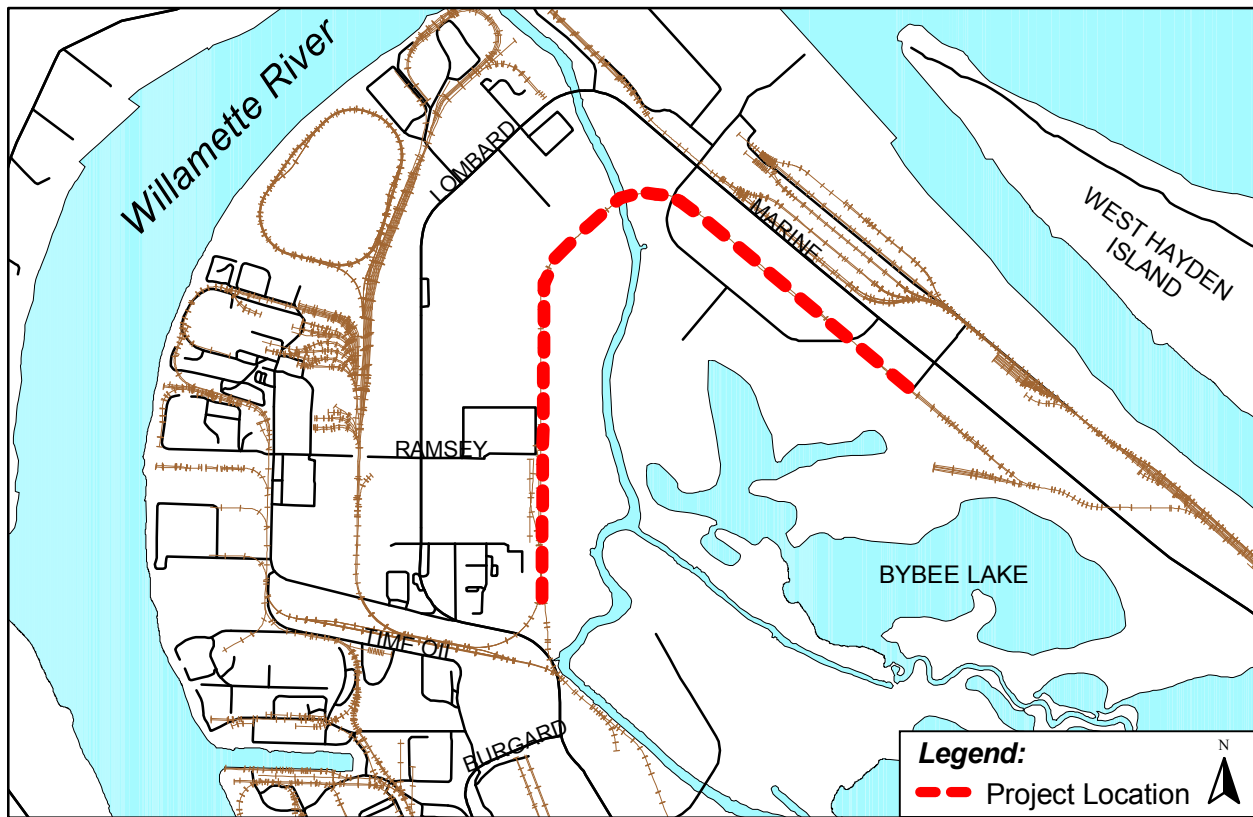 Willamette River
LOMBARD
MARINE
WEST HAYDEN
ISLAND
RAMSEY
BYBEE LAKE
TIME OIL
BURGARD
Legend:
N
Project Location